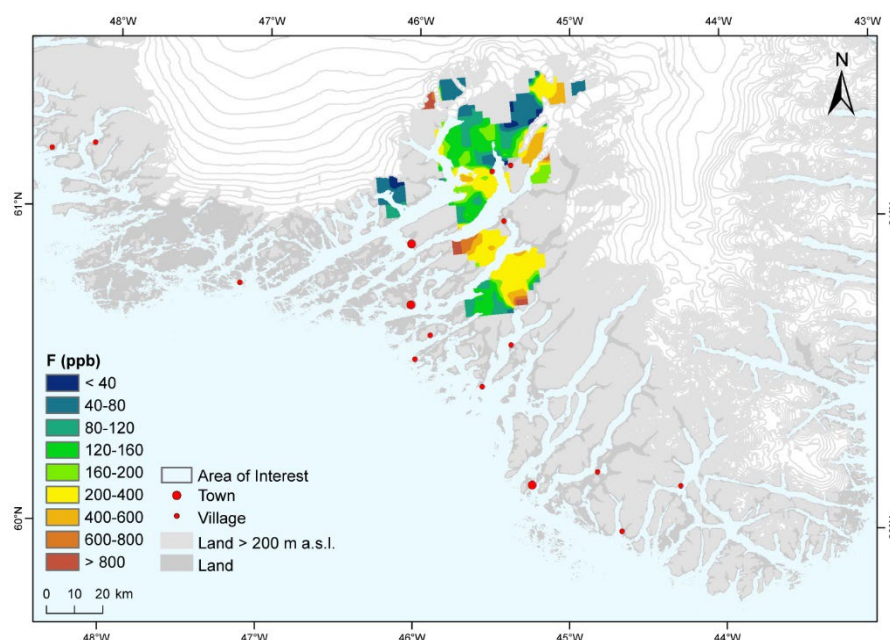 48°W 47°W 46°W 45°W 44°W 43°W
N
61°N
60°N
F (ppb)
< 40
40-80
80-120
120-160
160-200
200-400
400-600
600-800
> 800
Area of Interest
Town
Village
Land > 200 m a.s.l.
Land
0 10 20 km
48°W 47°W 46°W 45°W 44°W